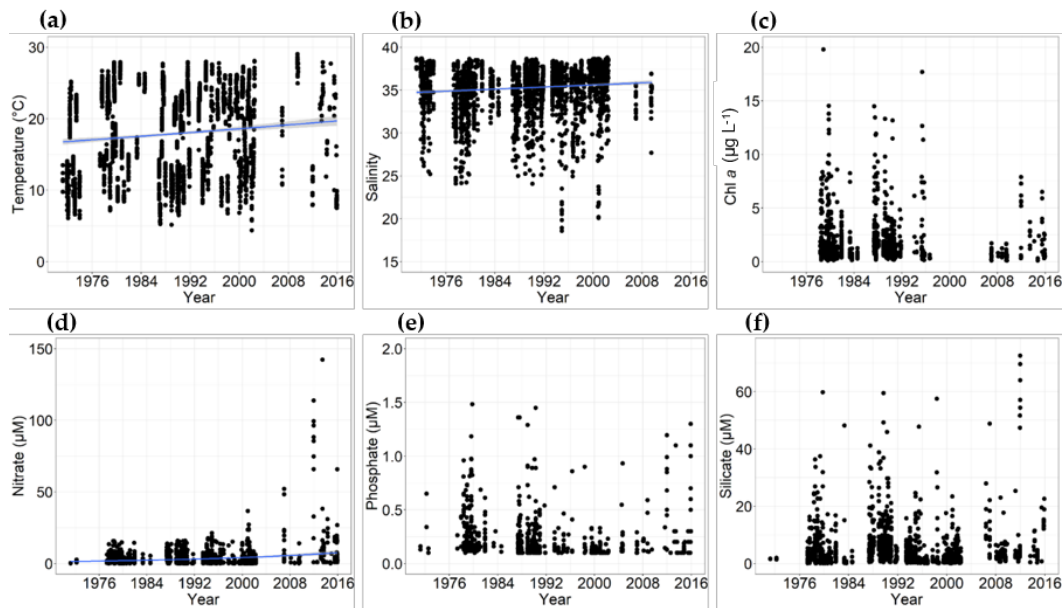 (a)
Temperature (°C)
30
20
10
0
1976 1984 1992 2000 2008 2016
Year
(b)
Salinity
40
35
30
25
20
15
1976 1984 1992 2000 2008 2016
Year
(c)
Chl a (µg L⁻¹)
20
15
10
5
0
1976 1984 1992 2000 2008 2016
Year
(d)
Nitrate (µM)
150
100
50
0
1976 1984 1992 2000 2008 2016
Year
(e)
Phosphate (µM)
2.0
1.5
1.0
0.5
0.0
1976 1984 1992 2000 2008 2016
Year
(f)
Silicate (µM)
60
40
20
0
1976 1984 1992 2000 2008 2016
Year